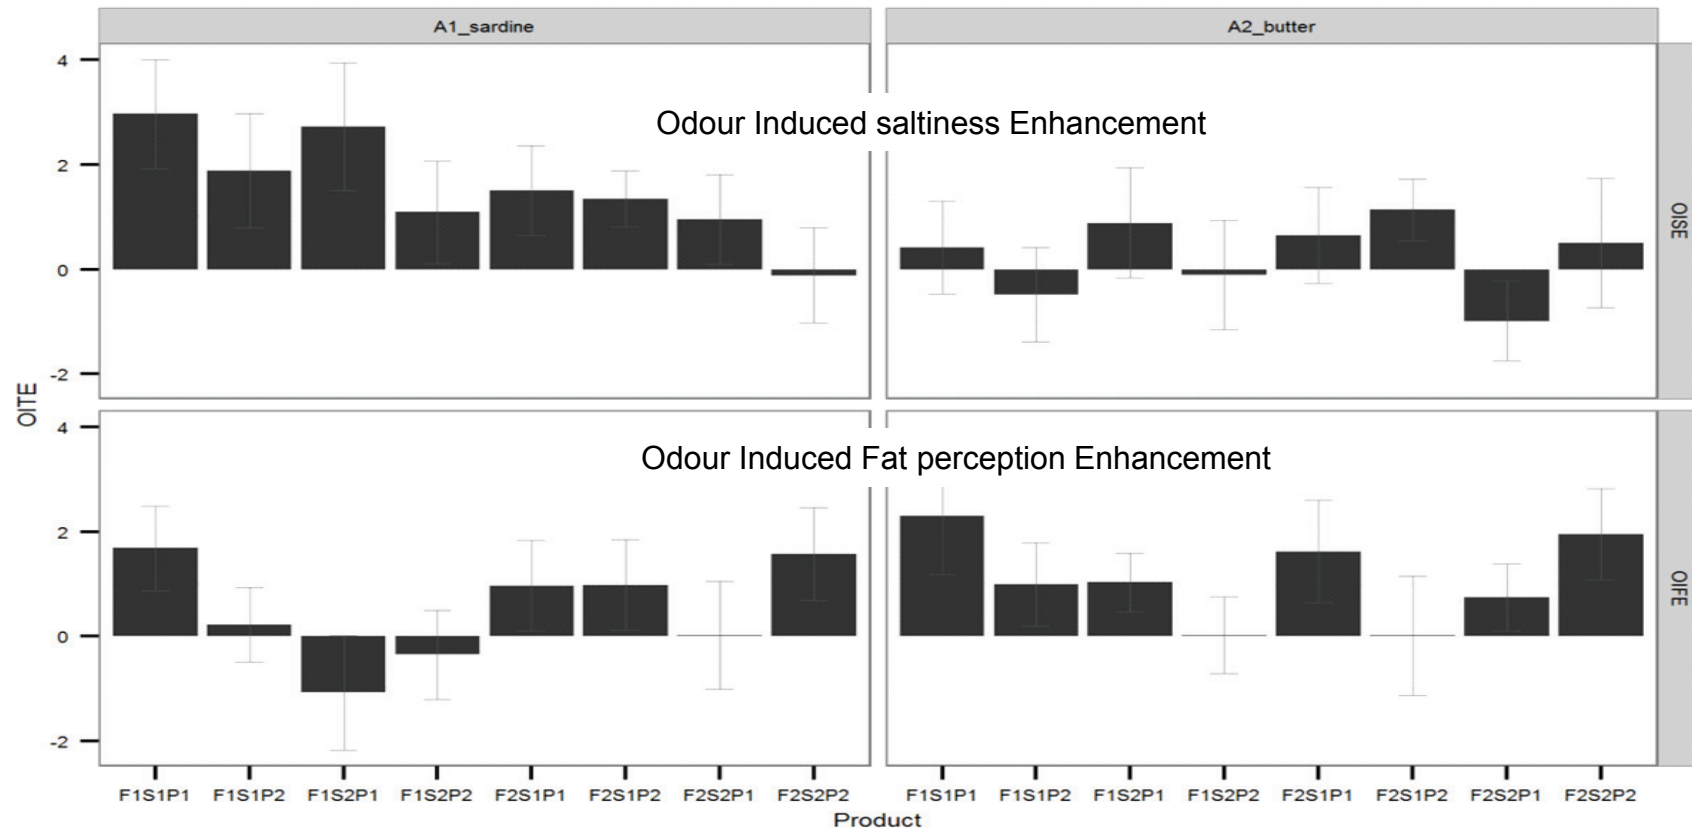 A1_sardine
A2_butter
Odour Induced saltiness Enhancement
4
2
0
-2
OISE
OITE
Odour Induced Fat perception Enhancement
4
2
0
-2
OIFE
F1S1P1 F1S1P2 F1S2P1 F1S2P2 F2S1P1 F2S1P2 F2S2P1 F2S2P2
F1S1P1 F1S1P2 F1S2P1 F1S2P2 F2S1P1 F2S1P2 F2S2P1 F2S2P2
Product